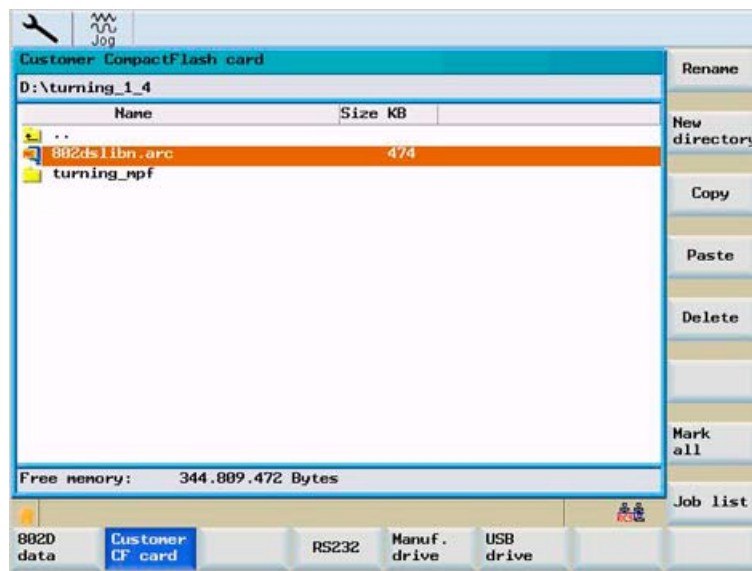 Jog
Customer CompactFlash card
D:\turning_1_4
Name Size KB
..
802dslibn.arc 474
turning_mpf
Free memory: 344.809.472 Bytes
Rename
New
directory
Copy
Paste
Delete
Mark
all
Job list
RCS
802D
data
Customer
CF card
RS232
Manuf.
drive
USB
drive